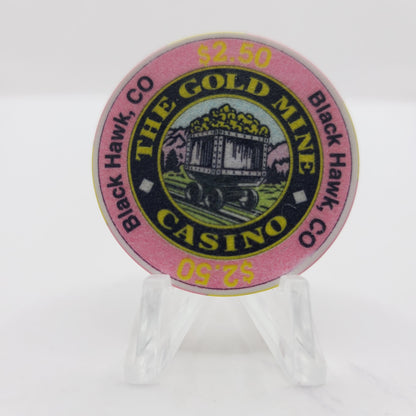 $2.50
Black Hawk, CO
THE GOLD MINE
CASINO
Black Hawk, CO
$2.50